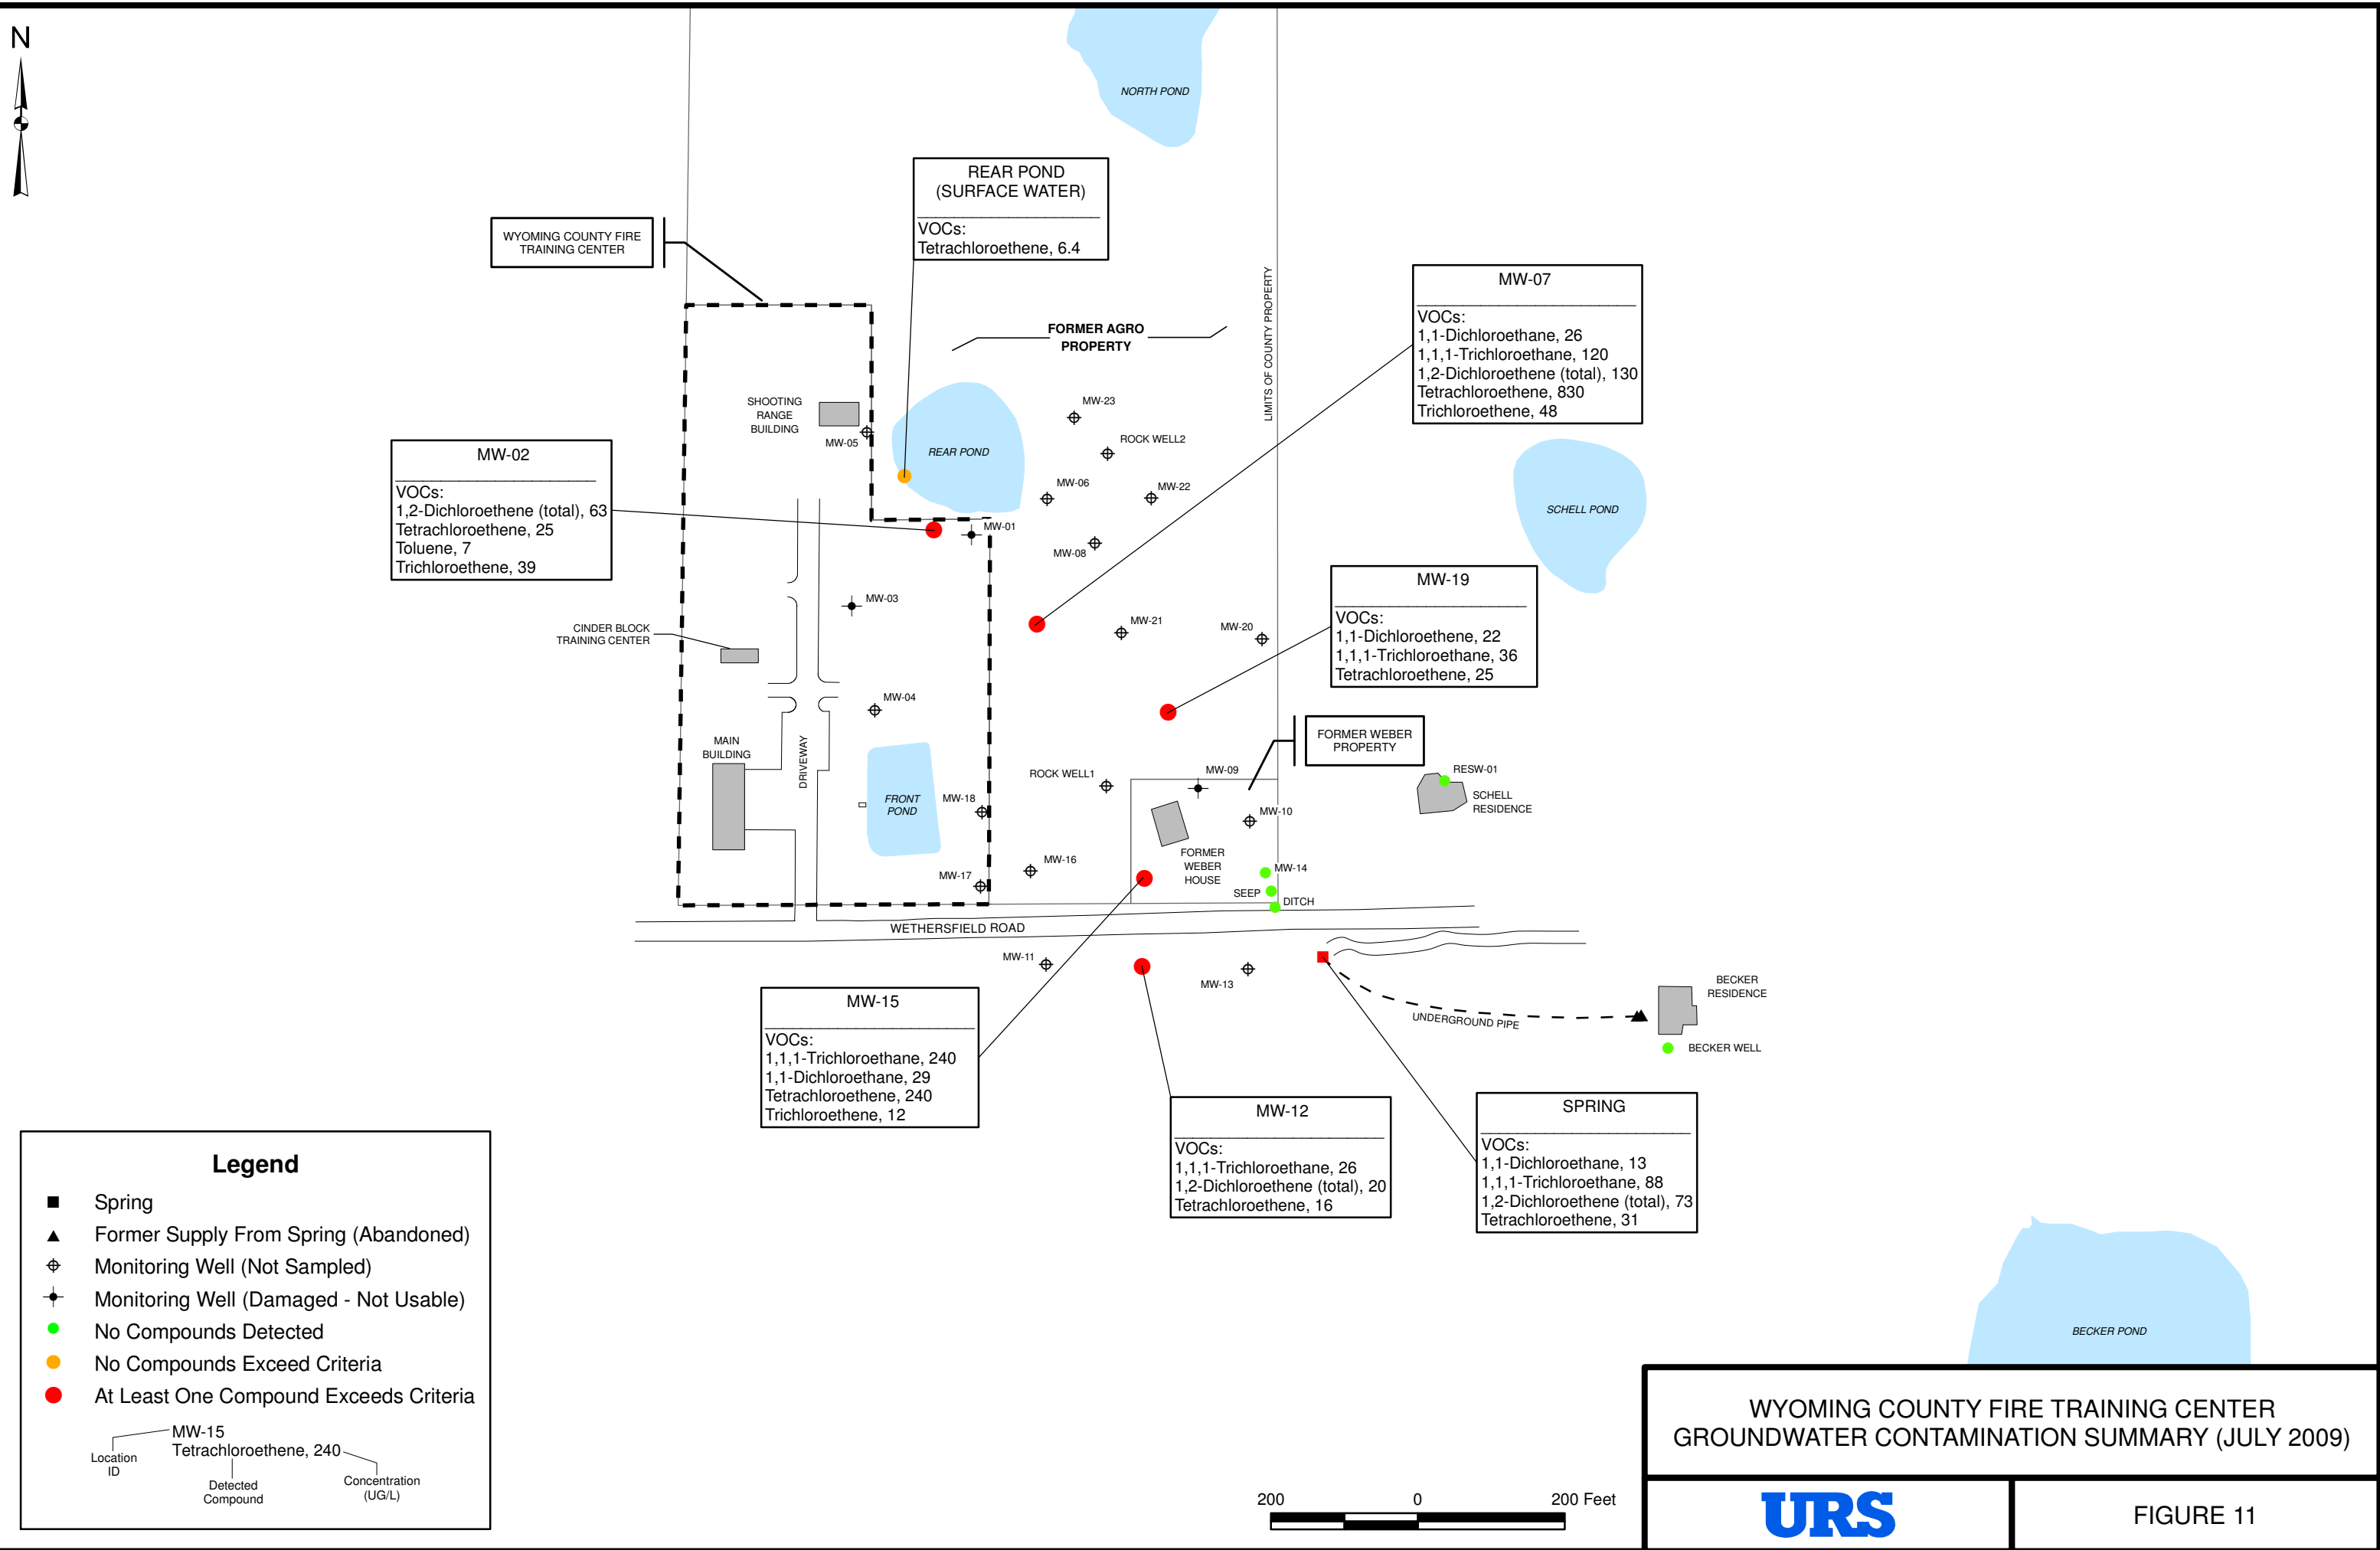 N
NORTH POND
REAR POND
(SURFACE WATER)
VOCs:
Tetrachloroethene, 6.4
WYOMING COUNTY FIRE
TRAINING CENTER
LIMITS OF COUNTY PROPERTY
MW-07
VOCs:
1,1-Dichloroethane, 26
1,1,1-Trichloroethane, 120
1,2-Dichloroethene (total), 130
Tetrachloroethene, 830
Trichloroethene, 48
FORMER AGRO
PROPERTY
SHOOTING
RANGE
BUILDING
MW-05
REAR POND
MW-23
ROCK WELL2
MW-06
MW-22
MW-02
VOCs:
1,2-Dichloroethene (total), 63
Tetrachloroethene, 25
Toluene, 7
Trichloroethene, 39
SCHELL POND
MW-01
MW-08
MW-19
VOCs:
1,1-Dichloroethene, 22
1,1,1-Trichloroethane, 36
Tetrachloroethene, 25
MW-03
MW-21
MW-20
CINDER BLOCK
TRAINING CENTER
MW-04
MAIN
BUILDING
DRIVEWAY
FORMER WEBER
PROPERTY
ROCK WELL1
MW-09
RESW-01
SCHELL
RESIDENCE
FRONT
POND
MW-18
MW-10
FORMER
WEBER
HOUSE
MW-16
MW-14
MW-17
SEEP
DITCH
WETHERSFIELD ROAD
MW-11
MW-13
BECKER
RESIDENCE
UNDERGROUND PIPE
BECKER WELL
MW-15
VOCs:
1,1,1-Trichloroethane, 240
1,1-Dichloroethane, 29
Tetrachloroethene, 240
Trichloroethene, 12
MW-12
VOCs:
1,1,1-Trichloroethane, 26
1,2-Dichloroethene (total), 20
Tetrachloroethene, 16
SPRING
VOCs:
1,1-Dichloroethane, 13
1,1,1-Trichloroethane, 88
1,2-Dichloroethene (total), 73
Tetrachloroethene, 31
Legend
Spring
Former Supply From Spring (Abandoned)
Monitoring Well (Not Sampled)
Monitoring Well (Damaged - Not Usable)
No Compounds Detected
No Compounds Exceed Criteria
At Least One Compound Exceeds Criteria
MW-15
Tetrachloroethene, 240
Location
ID
Detected
Compound
Concentration
(UG/L)
BECKER POND
200 0 200 Feet
WYOMING COUNTY FIRE TRAINING CENTER
GROUNDWATER CONTAMINATION SUMMARY (JULY 2009)
URS
FIGURE 11